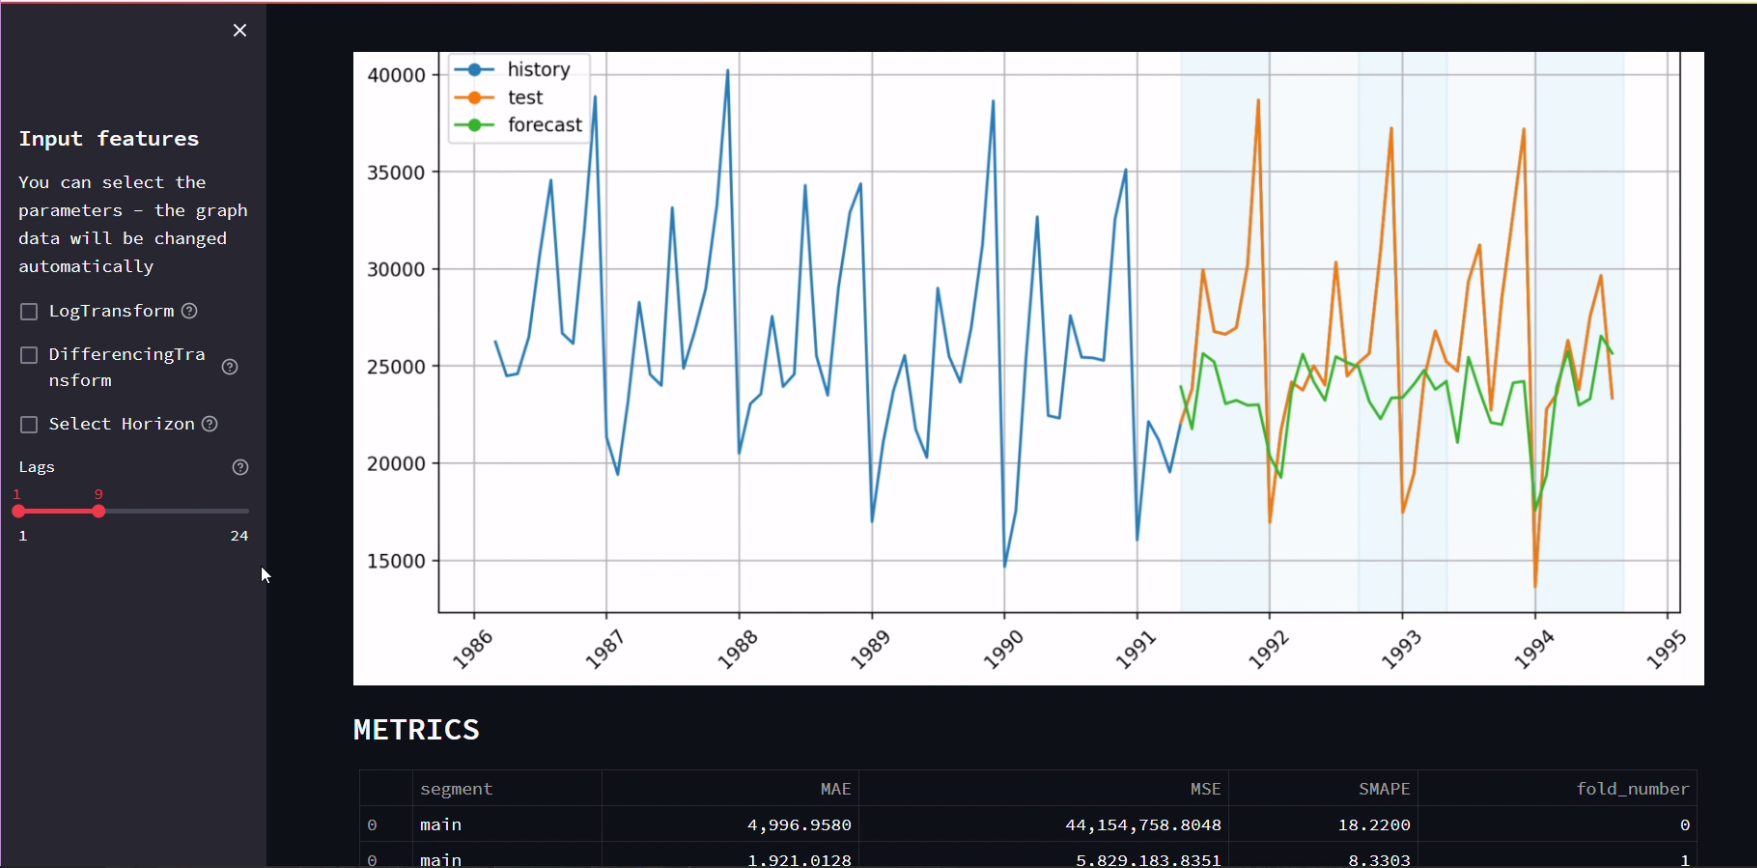 Input features
You can select the
parameters – the graph
data will be changed
automatically
LogTransform
DifferencingTra
nsform
Select Horizon
Lags
1 9
1 24
history
test
forecast
40000
35000
30000
25000
20000
15000
1986 1987 1988 1989 1990 1991 1992 1993 1994 1995
METRICS
segment MAE MSE SMAPE fold_number
0 main 4,996.9580 44,154,758.8048 18.2200 0
0 main 1.921.0128 5.829.183.8351 8.3303 1